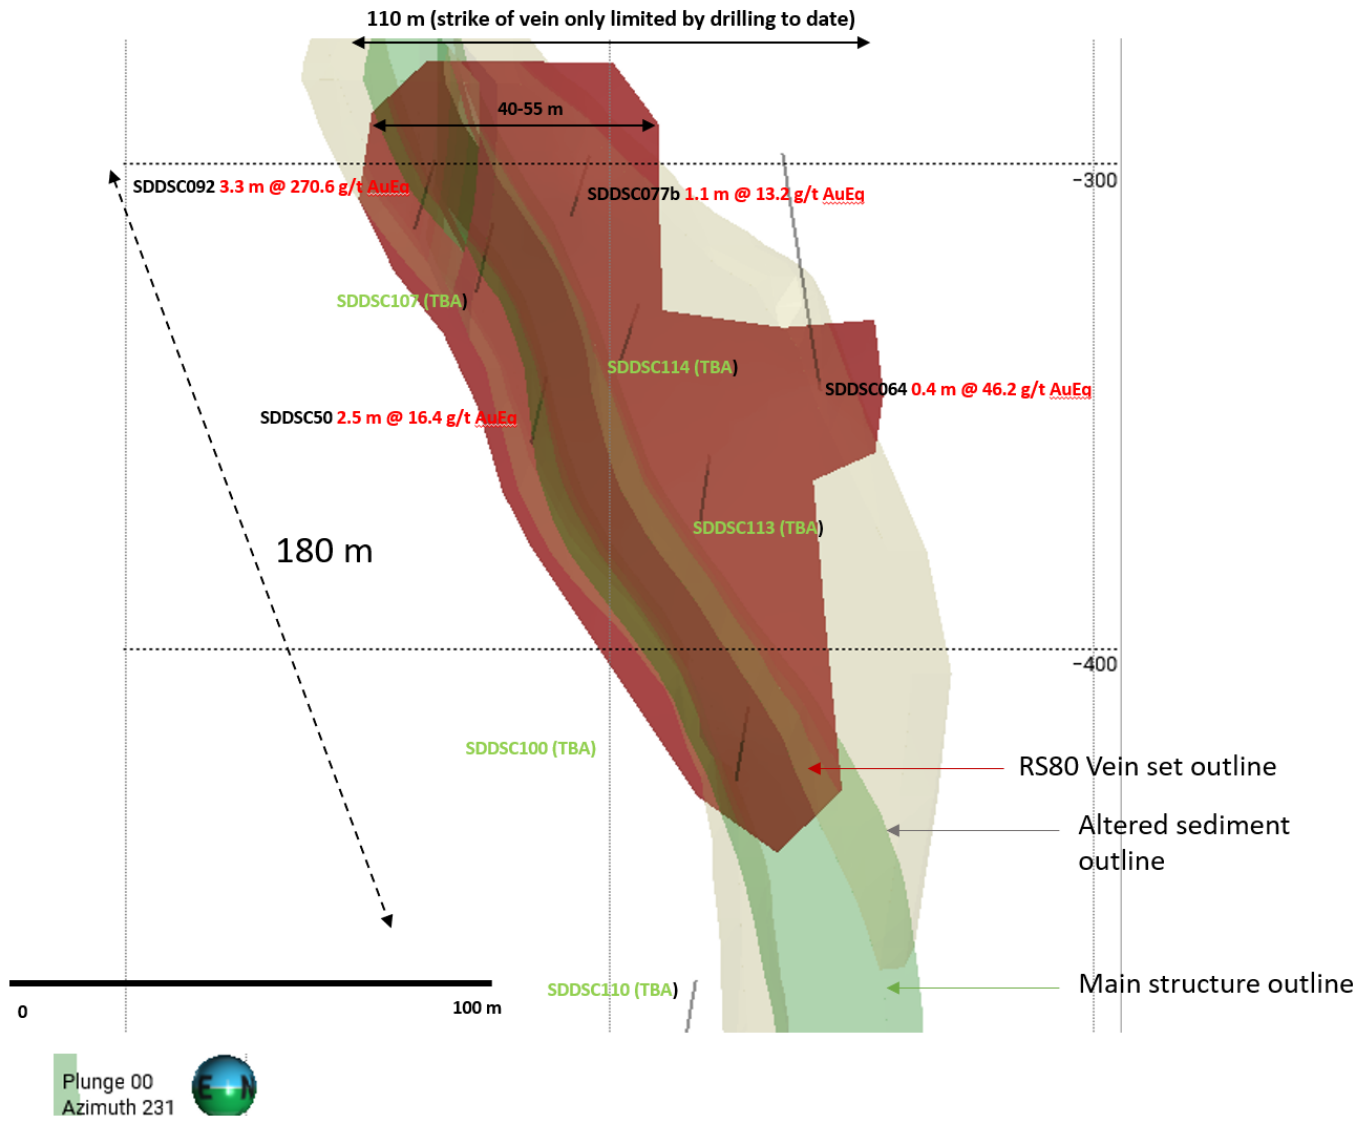 110 m (strike of vein only limited by drilling to date)
40-55 m
SDDSC092 3.3 m @ 270.6 g/t AuEq
SDDSC077b 1.1 m @ 13.2 g/t AuEq
−300
SDDSC107 (TBA)
SDDSC114 (TBA)
SDDSC064 0.4 m @ 46.2 g/t AuEq
SDDSC50 2.5 m @ 16.4 g/t AuEq
SDDSC113 (TBA)
180 m
−400
SDDSC100 (TBA)
RS80 Vein set outline
Altered sediment
outline
Main structure outline
SDDSC110 (TBA)
0
100 m
Plunge 00
Azimuth 231
E N